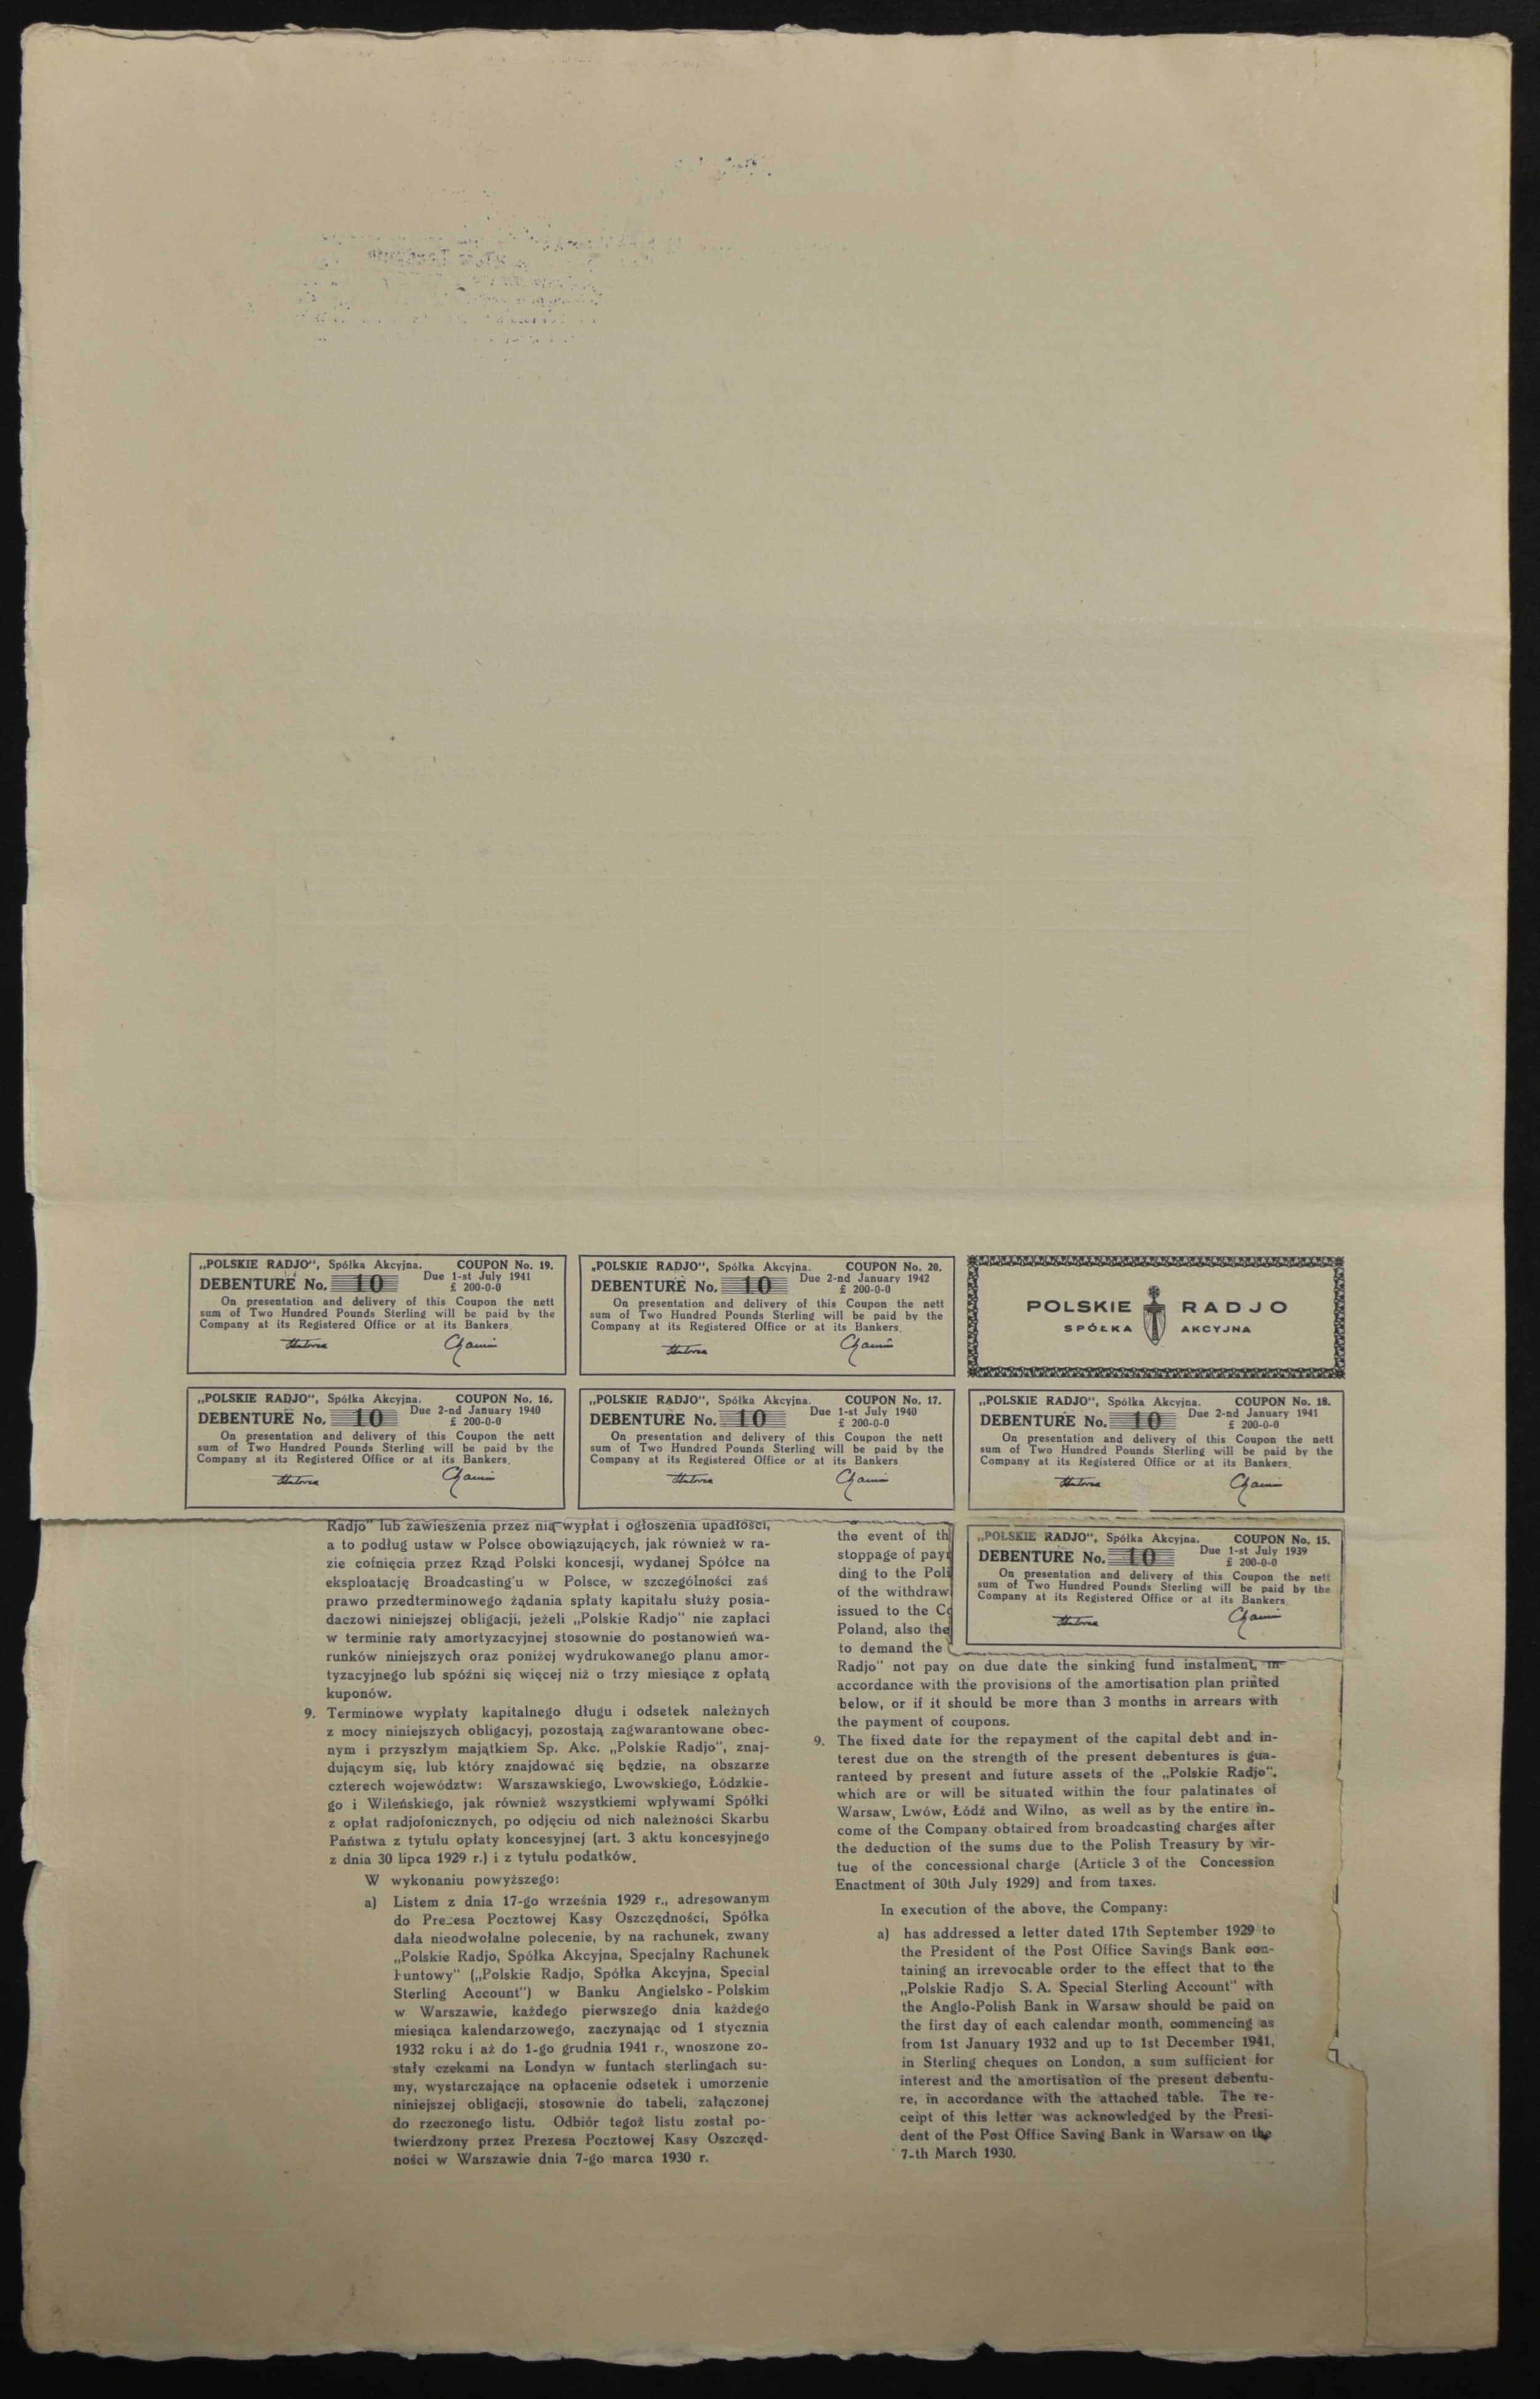 „POLSKIE RADJO“, Spółka Akcyjna. COUPON No. 19.
DEBENTURE No. 10 Due 1-st July 1941
£ 200-0-0
On presentation and delivery of this Coupon the nett
sum of Two Hundred Pounds Sterling will be paid by the
Company at its Registered Office or at its Bankers.
„POLSKIE RADJO“, Spółka Akcyjna. COUPON No. 20.
DEBENTURE No. 10 Due 2-nd January 1942
£ 200-0-0
On presentation and delivery of this Coupon the nett
sum of Two Hundred Pounds Sterling will be paid by the
Company at its Registered Office or at its Bankers.
POLSKIE RADJO
SPÓŁKA AKCYJNA
„POLSKIE RADJO“, Spółka Akcyjna. COUPON No. 16.
DEBENTURE No. 10 Due 2-nd January 1940
£ 200-0-0
On presentation and delivery of this Coupon the nett
sum of Two Hundred Pounds Sterling will be paid by the
Company at its Registered Office or at its Bankers.
„POLSKIE RADJO“, Spółka Akcyjna. COUPON No. 17.
DEBENTURE No. 10 Due 1-st July 1940
£ 200-0-0
On presentation and delivery of this Coupon the nett
sum of Two Hundred Pounds Sterling will be paid by the
Company at its Registered Office or at its Bankers
„POLSKIE RADJO“, Spółka Akcyjna. COUPON No. 18.
DEBENTURE No. 10 Due 2-nd January 1941
£ 200-0-0
On presentation and delivery of this Coupon the nett
sum of Two Hundred Pounds Sterling will be paid by the
Company at its Registered Office or at its Bankers.
„POLSKIE RADJO“, Spółka Akcyjna. COUPON No. 15.
DEBENTURE No. 10 Due 1-st July 1939
£ 200-0-0
On presentation and delivery of this Coupon the nett
sum of Two Hundred Pounds Sterling will be paid by the
Company at its Registered Office or at its Bankers
Radjo“ lub zawieszenia przez nią wypłat i ogłoszenia upadłości,
a to podług ustaw w Polsce obowiązujących, jak również w ra-
zie cofnięcia przez Rząd Polski koncesji, wydanej Spółce na
eksploatację Broadcasting'u w Polsce, w szczególności zaś
prawo przedterminowego żądania spłaty kapitału służy posia-
daczowi niniejszej obligacji, jeżeli „Polskie Radjo“ nie zapłaci
w terminie raty amortyzacyjnej stosownie do postanowień wa-
runków niniejszych oraz poniżej wydrukowanego planu amor-
tyzacyjnego lub spóźni się więcej niż o trzy miesiące z opłatą
kuponów.
9. Terminowe wypłaty kapitalnego długu i odsetek należnych
z mocy niniejszych obligacyj, pozostają zagwarantowane obec-
nym i przyszłym majątkiem Sp. Akc. „Polskie Radjo“, znaj-
dującym się, lub który znajdować się będzie, na obszarze
czterech województw: Warszawskiego, Lwowskiego, Łódzkie-
go i Wileńskiego, jak również wszystkiemi wpływami Spółki
z opłat radjofonicznych, po odjęciu od nich należności Skarbu
Państwa z tytułu opłaty koncesyjnej (art. 3 aktu koncesyjnego
z dnia 30 lipca 1929 r.) i z tytułu podatków.
W wykonaniu powyższego:
a) Listem z dnia 17-go września 1929 r., adresowanym
do Prezesa Pocztowej Kasy Oszczędności, Spółka
dała nieodwołalne polecenie, by na rachunek, zwany
„Polskie Radjo, Spółka Akcyjna, Specjalny Rachunek
Funtowy“ („Polskie Radjo, Spółka Akcyjna, Special
Sterling Account“) w Banku Angielsko-Polskim
w Warszawie, każdego pierwszego dnia każdego
miesiąca kalendarzowego, zaczynając od 1 stycznia
1932 roku i aż do 1-go grudnia 1941 r., wnoszone zo-
stały czekami na Londyn w funtach sterlingach su-
my, wystarczające na opłacenie odsetek i umorzenie
niniejszej obligacji, stosownie do tabeli, załączonej
do rzeczonego listu. Odbiór tegoż listu został po-
twierdzony przez Prezesa Pocztowej Kasy Oszczęd-
ności w Warszawie dnia 7-go marca 1930 r.
the event of th
stoppage of pay
ding to the Poli
of the withdraw
issued to the
Poland, also the
to demand the
Radjo“ not pay on due date the sinking fund instalment, in
accordance with the provisions of the amortisation plan printed
below, or if it should be more than 3 months in arrears with
the payment of coupons.
9. The fixed date for the repayment of the capital debt and in-
terest due on the strength of the present debentures is gua-
ranteed by present and future assets of the „Polskie Radjo“,
which are or will be situated within the four palatinates of
Warsaw, Lwów, Łódź and Wilno, as well as by the entire in-
come of the Company obtaired from broadcasting charges after
the deduction of the sums due to the Polish Treasury by vir-
tue of the concessional charge (Article 3 of the Concession
Enactment of 30th July 1929) and from taxes.
In execution of the above, the Company:
a) has addressed a letter dated 17th September 1929 to
the President of the Post Office Savings Bank con-
taining an irrevocable order to the effect that to the
„Polskie Radjo S. A. Special Sterling Account“ with
the Anglo-Polish Bank in Warsaw should be paid on
the first day of each calendar month, commencing as
from 1st January 1932 and up to 1st December 1941,
in Sterling cheques on London, a sum sufficient for
interest and the amortisation of the present debentu-
re, in accordance with the attached table. The re-
ceipt of this letter was acknowledged by the Presi-
dent of the Post Office Saving Bank in Warsaw on the
7-th March 1930.